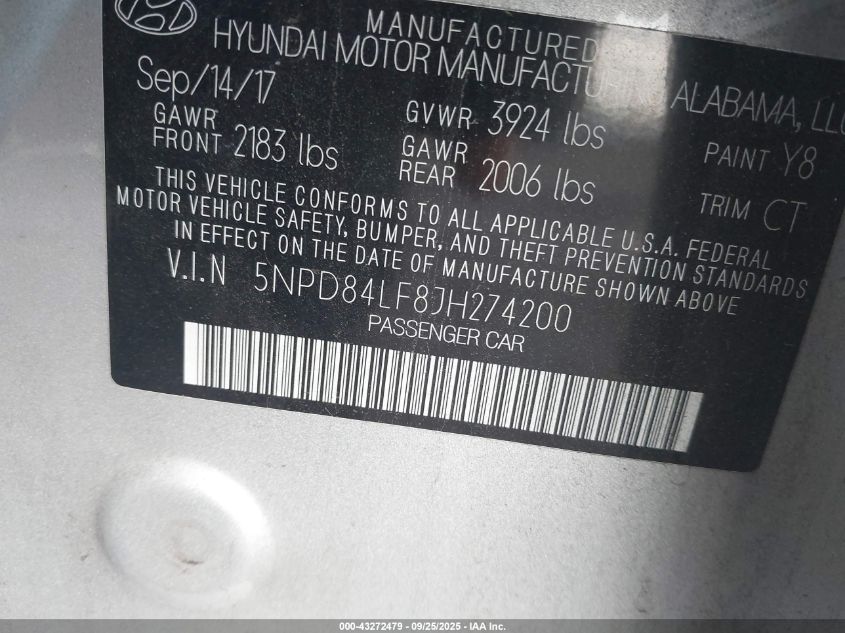 MANUFACTURED
HYUNDAI MOTOR MANUFACTURING ALABAMA, LLC
Sep/14/17
GVWR 3924 lbs
GAWR FRONT 2183 lbs
GAWR REAR 2006 lbs
PAINT Y8
TRIM CT
THIS VEHICLE CONFORMS TO ALL APPLICABLE U.S.A. FEDERAL
MOTOR VEHICLE SAFETY, BUMPER, AND THEFT PREVENTION STANDARDS
IN EFFECT ON THE DATE OF MANUFACTURE SHOWN ABOVE
V.I.N 5NPD84LF8JH274200
PASSENGER CAR
000-43272479 - 09/25/2025 - IAA Inc.